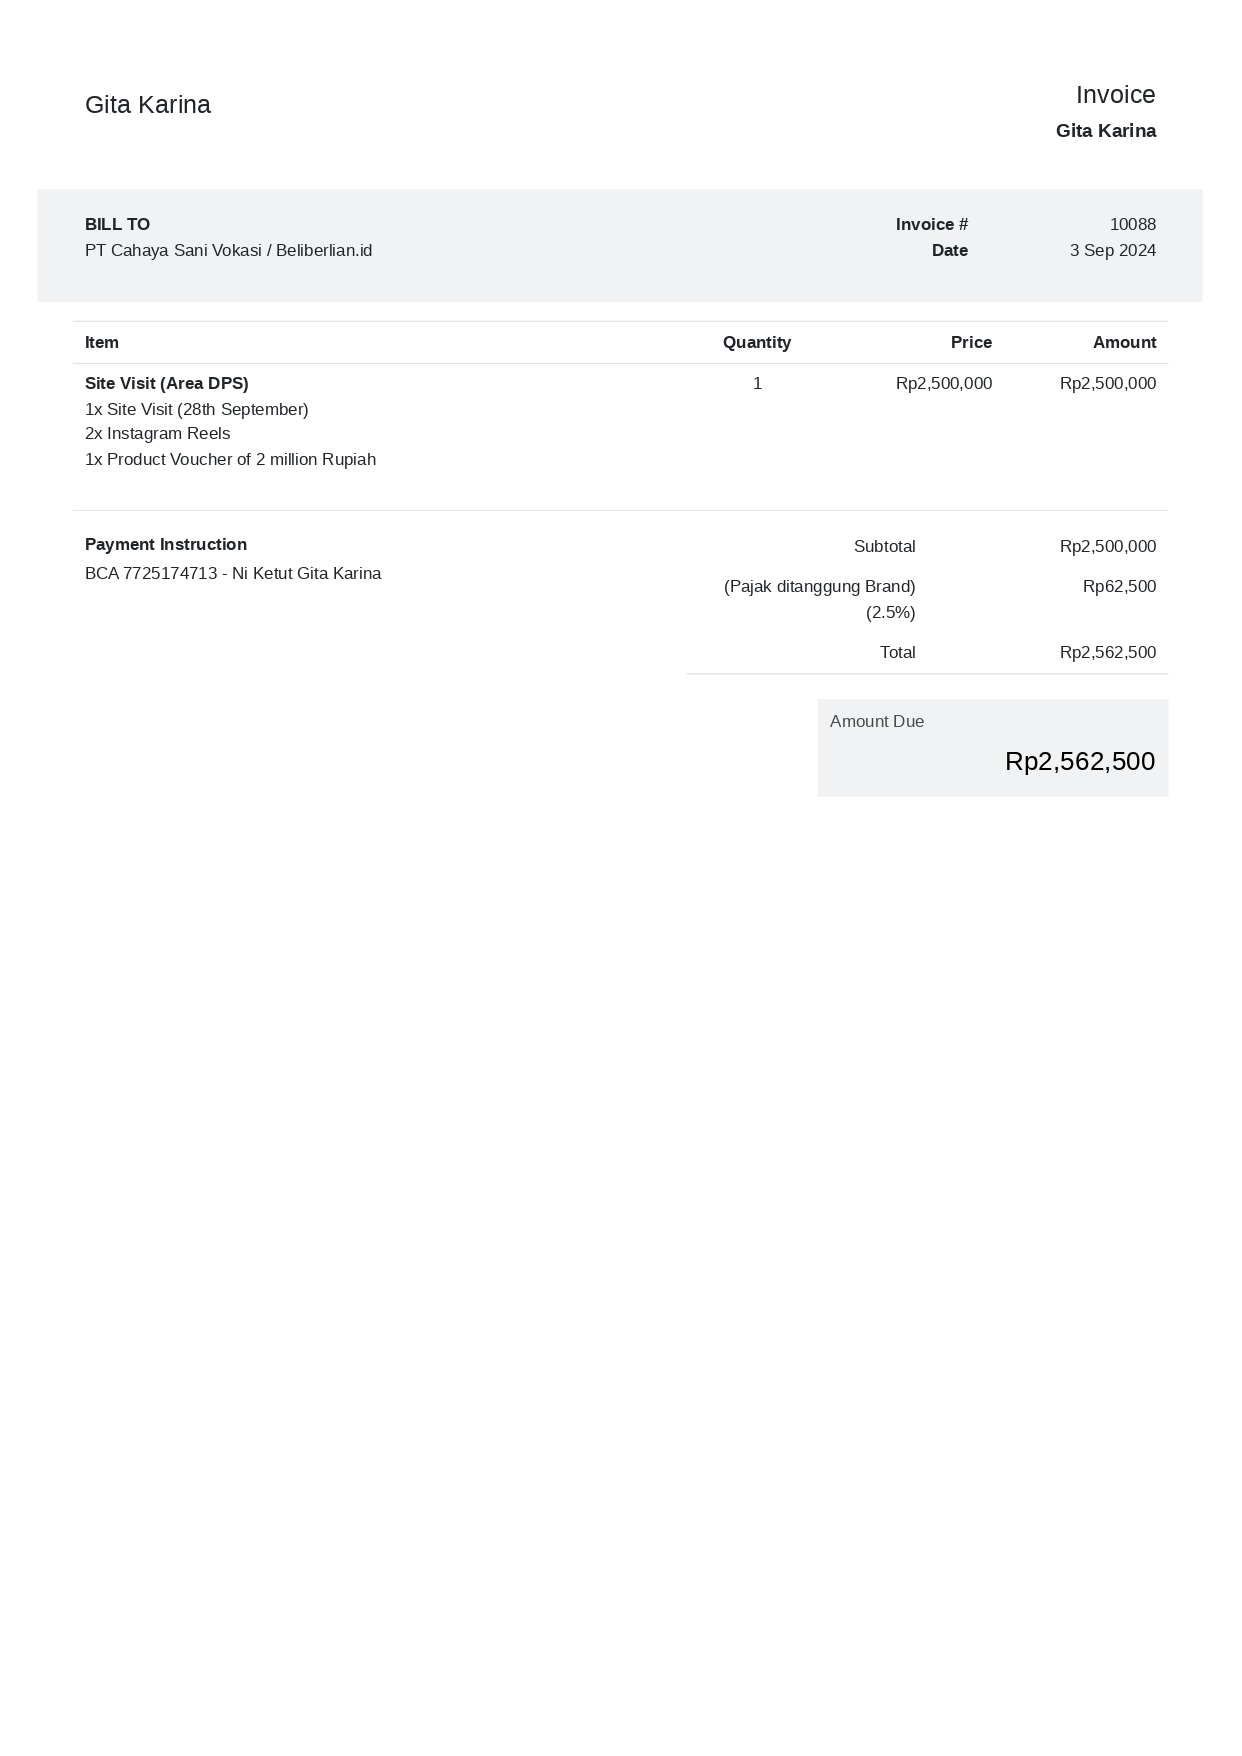 Gita Karina
Invoice
Gita Karina
BILL TO
PT Cahaya Sani Vokasi / Beliberlian.id
Invoice # 10088
Date 3 Sep 2024
Item Quantity Price Amount
Site Visit (Area DPS) 1 Rp2,500,000 Rp2,500,000
1x Site Visit (28th September)
2x Instagram Reels
1x Product Voucher of 2 million Rupiah
Payment Instruction
BCA 7725174713 - Ni Ketut Gita Karina
Subtotal Rp2,500,000
(Pajak ditanggung Brand) Rp62,500
(2.5%)
Total Rp2,562,500
Amount Due
Rp2,562,500